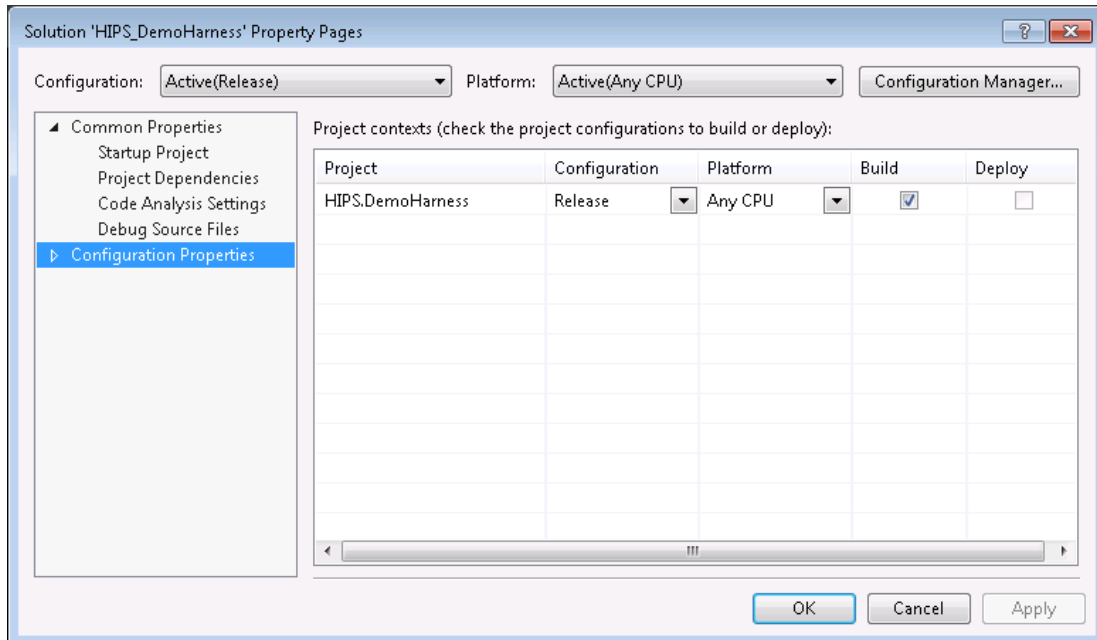 Solution 'HIPS_DemoHarness' Property Pages
Configuration: Active(Release) Platform: Active(Any CPU) Configuration Manager...
Common Properties
Startup Project
Project Dependencies
Code Analysis Settings
Debug Source Files
Configuration Properties
Project contexts (check the project configurations to build or deploy):
Project Configuration Platform Build Deploy
HIPS.DemoHarness Release Any CPU
OK Cancel Apply